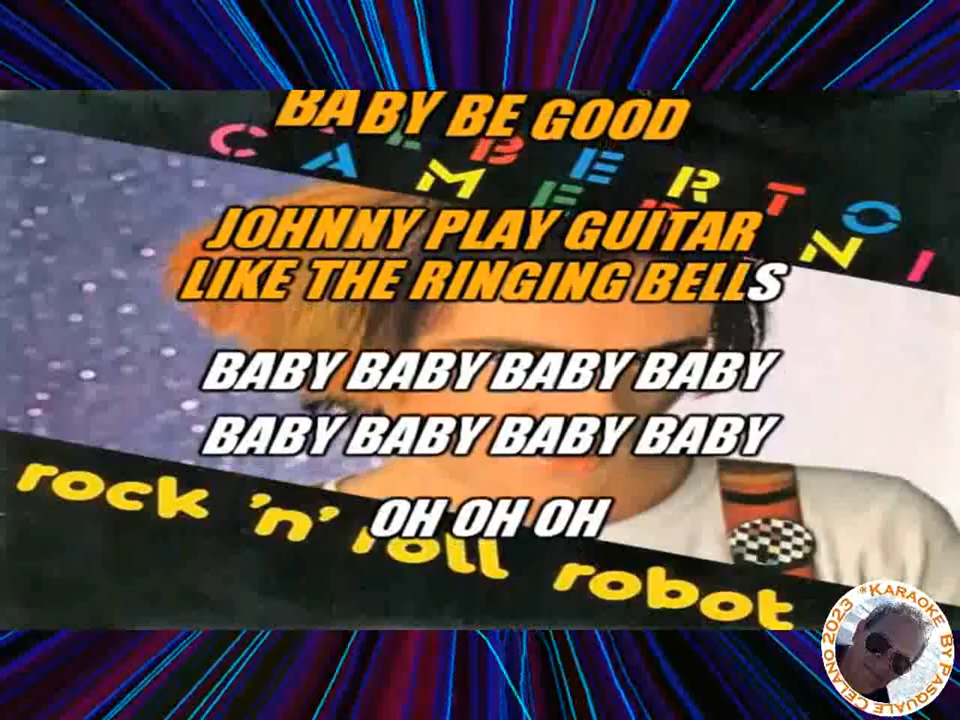 BABY BE GOOD
ALBERTO
CAMERINI
JOHNNY PLAY GUITAR
LIKE THE RINGING BELLS
BABY BABY BABY BABY
BABY BABY BABY BABY
OH OH OH
rock 'n' roll robot
*KARAOKE BY PASQUALE CELANO 2023